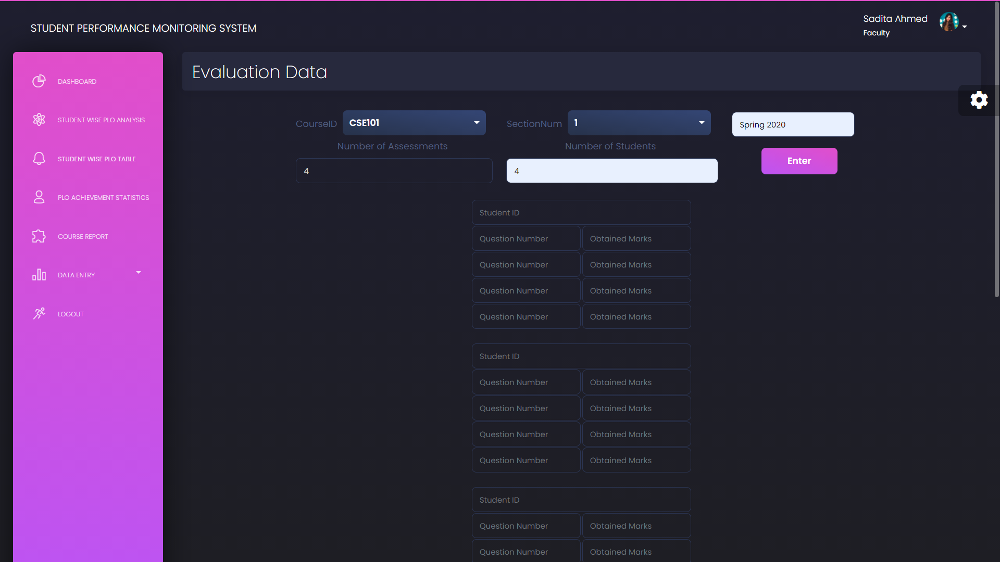 STUDENT PERFORMANCE MONITORING SYSTEM
Sadita Ahmed
Faculty
DASHBOARD
STUDENT WISE PLO ANALYSIS
STUDENT WISE PLO TABLE
PLO ACHIEVEMENT STATISTICS
COURSE REPORT
DATA ENTRY
LOGOUT
Evaluation Data
CourseID CSE101 SectionNum 1 Spring 2020
Number of Assessments Number of Students
4 4 Enter
Student ID
Question Number Obtained Marks
Question Number Obtained Marks
Question Number Obtained Marks
Question Number Obtained Marks
Student ID
Question Number Obtained Marks
Question Number Obtained Marks
Question Number Obtained Marks
Question Number Obtained Marks
Student ID
Question Number Obtained Marks
Question Number Obtained Marks